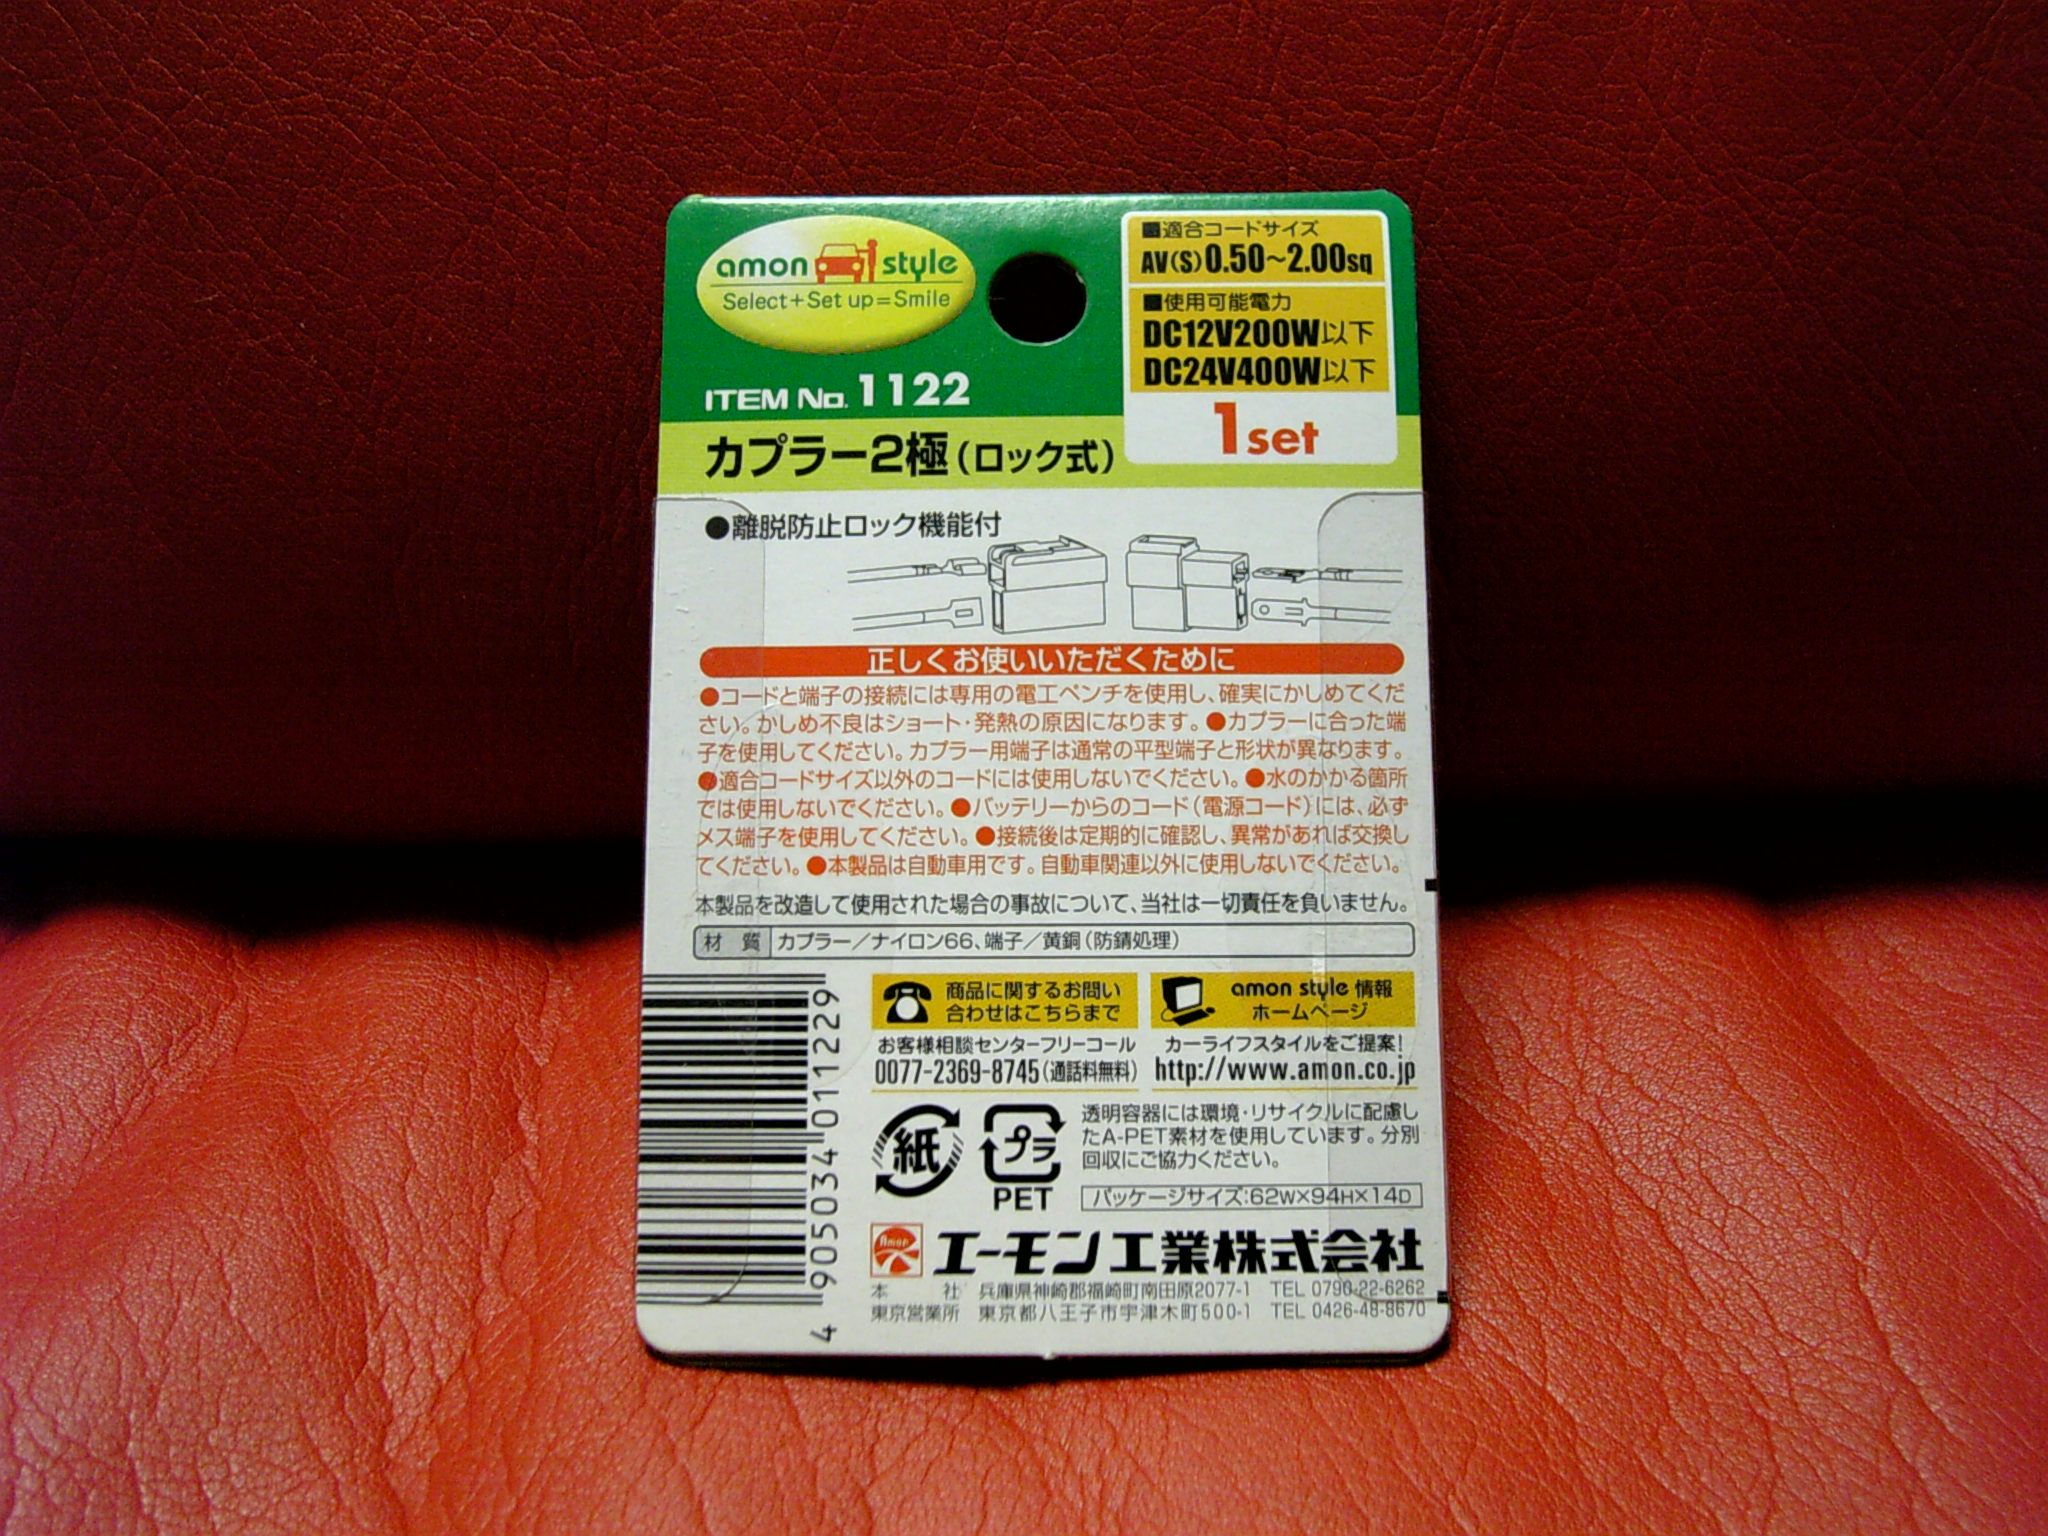 amon style
Select+Set up=Smile
■適合コードサイズ
AV(S)0.50～2.00sq
■使用可能電力
DC12V200W以下
DC24V400W以下
1set
ITEM No. 1122
カプラー2極(ロック式)
●離脱防止ロック機能付
正しくお使いいただくために
●コードと端子の接続には専用の電工ペンチを使用し、確実にかしめてくだ
さい。かしめ不良はショート・発熱の原因になります。●カプラーに合った端
子を使用してください。カプラー用端子は通常の平型端子と形状が異なります。
●適合コードサイズ以外のコードには使用しないでください。●水のかかる箇所
では使用しないでください。●バッテリーからのコード(電源コード)には、必ず
メス端子を使用してください。●接続後は定期的に確認し、異常があれば交換し
てください。●本製品は自動車用です。自動車関連以外に使用しないでください。
本製品を改造して使用された場合の事故について、当社は一切責任を負いません。
材質 カプラー／ナイロン66、端子／黄銅(防錆処理)
4 905034 011229
商品に関するお問い
合わせはこちらまで
お客様相談センターフリーコール
0077-2369-8745(通話料無料)
amon style 情報
ホームページ
カーライフスタイルをご提案!
http://www.amon.co.jp
紙
プラ
PET
透明容器には環境・リサイクルに配慮し
たA-PET素材を使用しています。分別
回収にご協力ください。
パッケージサイズ:62W×94H×14D
Amon
エーモン工業株式会社
本社 兵庫県神崎郡福崎町南田原2077-1 TEL 0790-22-6262
東京営業所 東京都八王子市宇津木町500-1 TEL 0426-48-8670